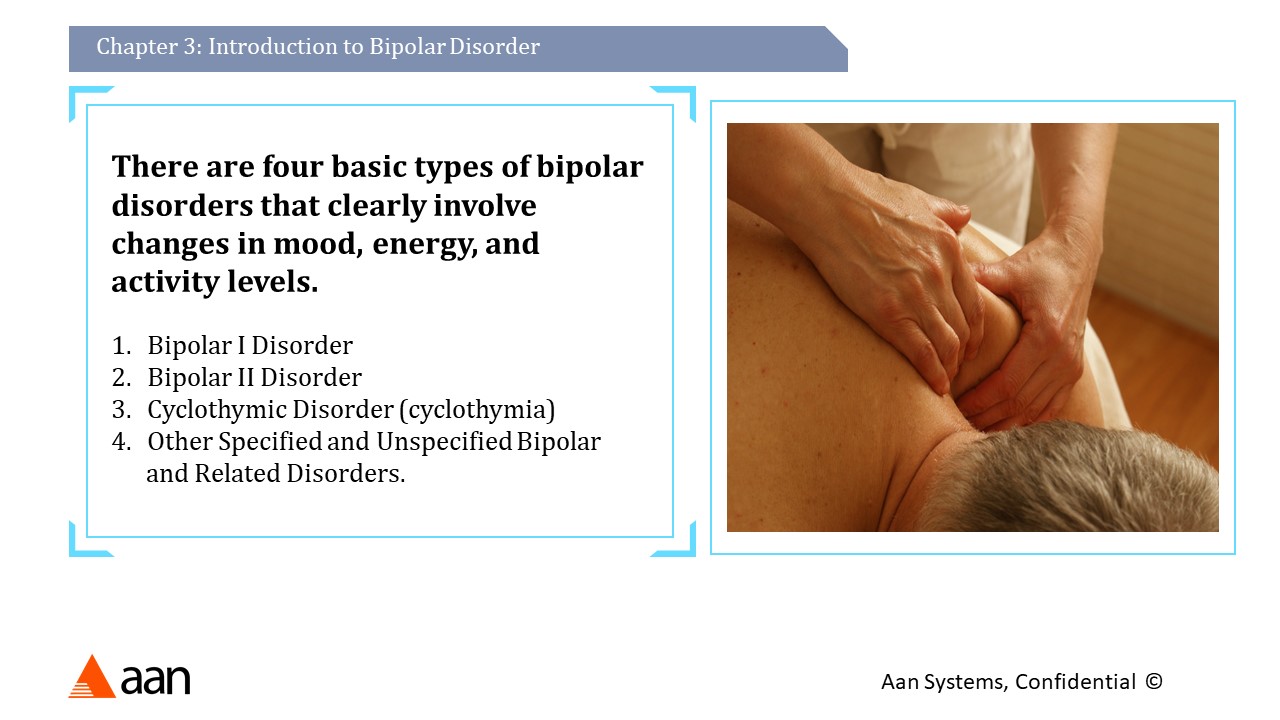 Chapter 3: Introduction to Bipolar Disorder
There are four basic types of bipolar
disorders that clearly involve
changes in mood, energy, and
activity levels.
1. Bipolar I Disorder
2. Bipolar II Disorder
3. Cyclothymic Disorder (cyclothymia)
4. Other Specified and Unspecified Bipolar
and Related Disorders.
aan
Aan Systems, Confidential ©